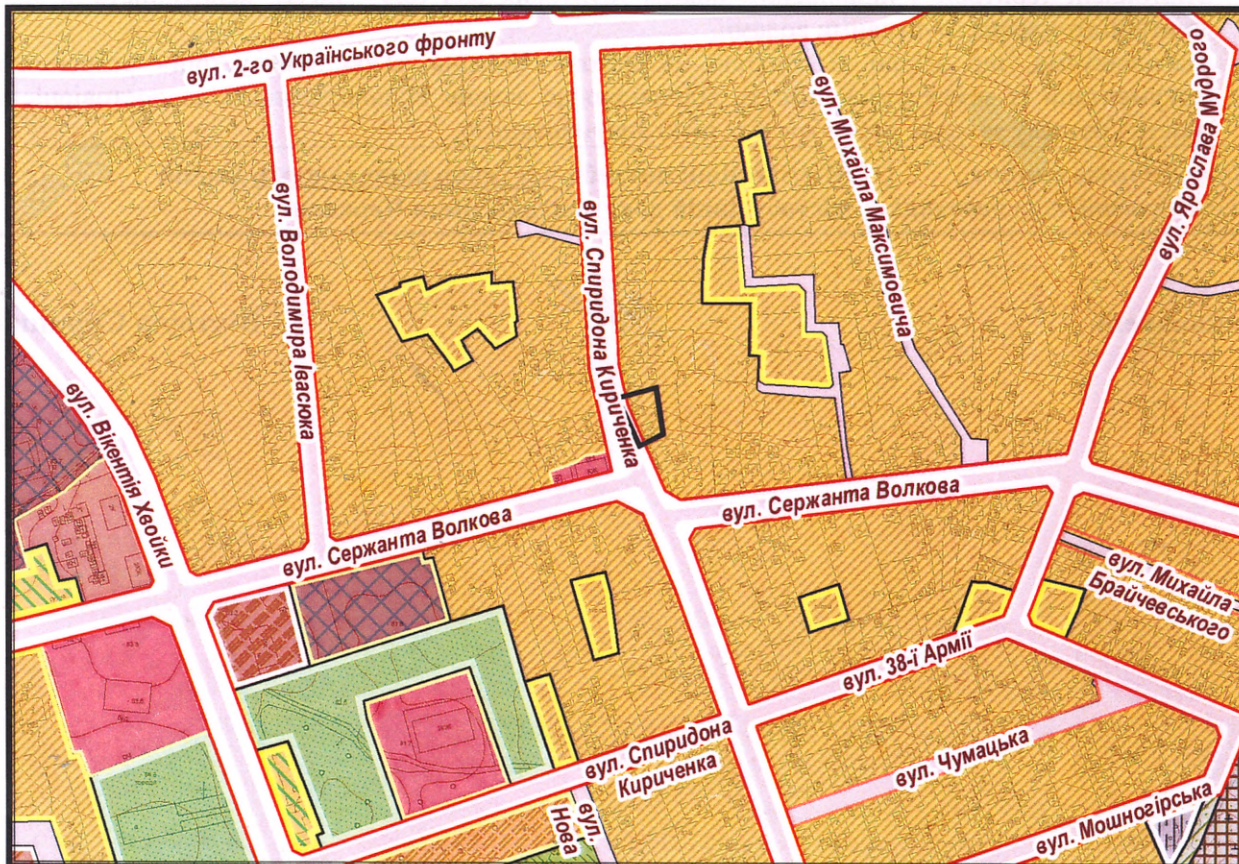 вул. 2-го Українського фронту
вул. Ярослава Мудрого
вул. Михайла Максимовича
вул. Володимира Івасюка
вул. Спиридона Кириченка
вул. Вікентія Хвойки
вул. Сержанта Волкова
вул. Сержанта Волкова
вул. Михайла
Брайчевського
вул. 38-ї Армії
вул. Спиридона
Кириченка
вул. Чумацька
вул.
Нова
вул. Мошногірська